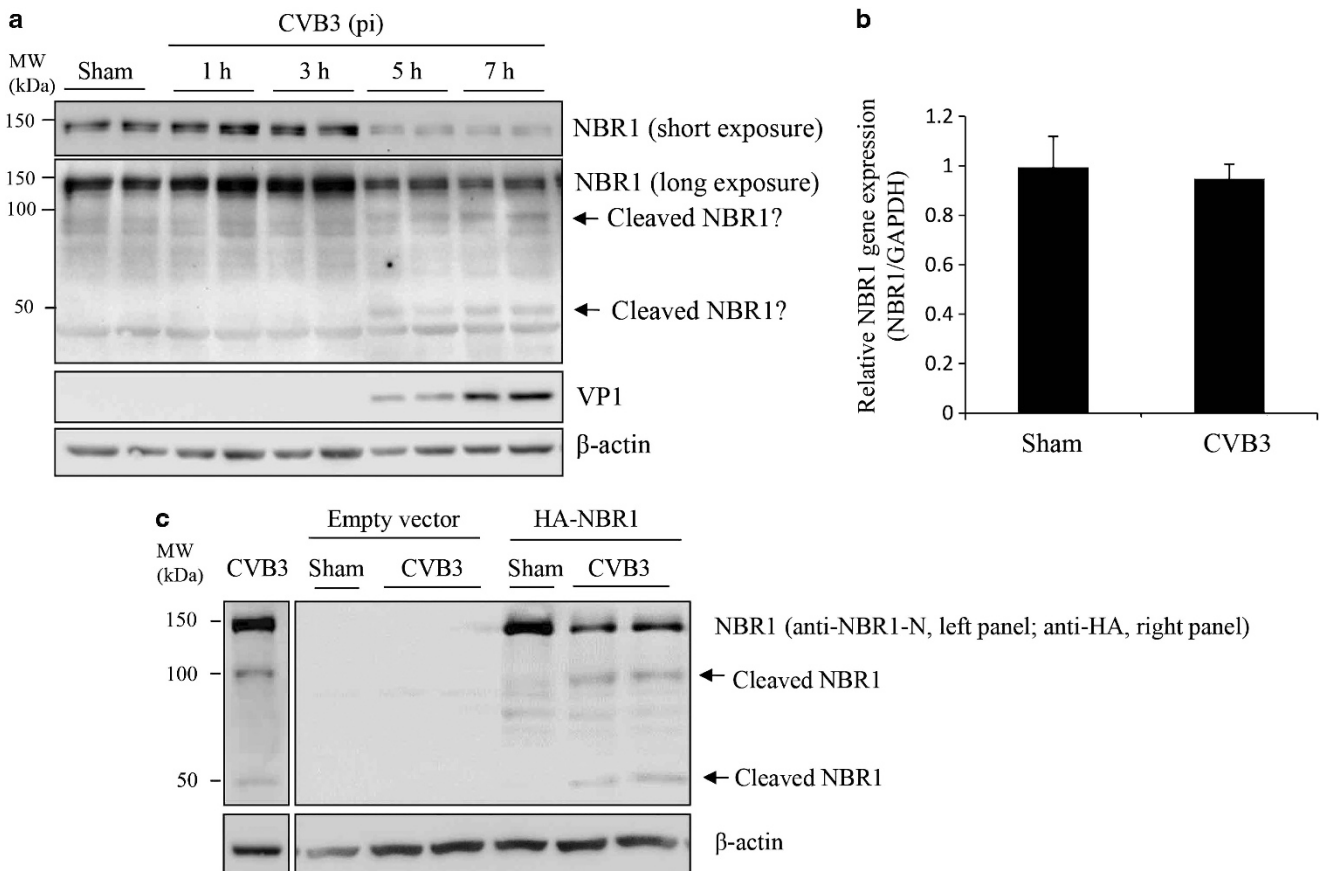 a
CVB3 (pi)
MW
(kDa)
Sham 1 h 3 h 5 h 7 h
150
NBR1 (short exposure)
150
NBR1 (long exposure)
100
Cleaved NBR1?
50
Cleaved NBR1?
VP1
β-actin
b
Relative NBR1 gene expression
(NBR1/GAPDH)
1.2
1
0.8
0.6
0.4
0.2
0
Sham CVB3
c
Empty vector HA-NBR1
MW
(kDa)
CVB3 Sham CVB3 Sham CVB3
150
NBR1 (anti-NBR1-N, left panel; anti-HA, right panel)
100
Cleaved NBR1
50
Cleaved NBR1
β-actin